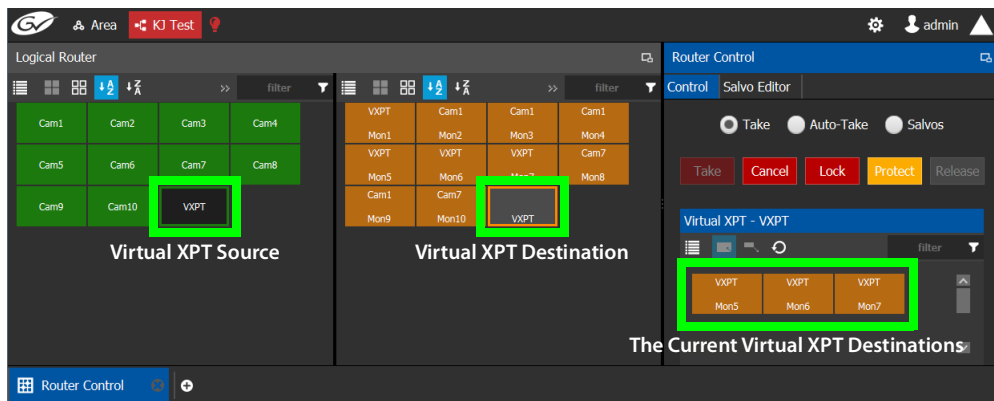 GV Area KJ Test admin
Logical Router Router Control
filter filter Control Salvo Editor
Cam1 Cam2 Cam3 Cam4
Cam5 Cam6 Cam7 Cam8
Cam9 Cam10 VXPT
Virtual XPT Source
VXPT Cam1 Cam1 Cam1
Mon1 Mon2 Mon3 Mon4
VXPT VXPT VXPT Cam7
Mon5 Mon6 Mon7 Mon8
Cam1 Cam7
Mon9 Mon10 VXPT
Virtual XPT Destination
Take Auto-Take Salvos
Take Cancel Lock Protect Release
Virtual XPT - VXPT
filter
VXPT VXPT VXPT
Mon5 Mon6 Mon7
The Current Virtual XPT Destinations
Router Control